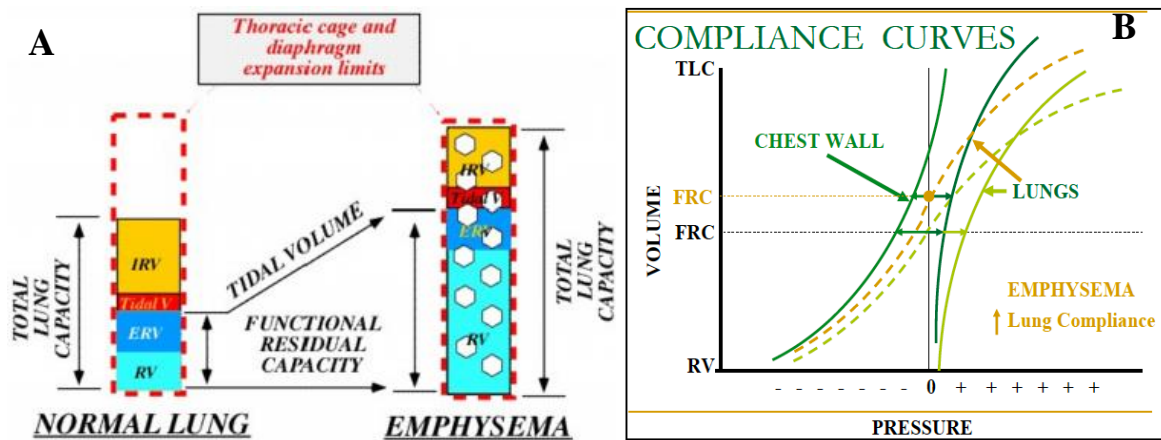 A
Thoracic cage and
diaphragm
expansion limits
TOTAL
LUNG
CAPACITY
IRV
Tidal V
ERV
RV
TIDAL VOLUME
FUNCTIONAL
RESIDUAL
CAPACITY
IRV
Tidal V
ERV
RV
TOTAL
LUNG
CAPACITY
NORMAL LUNG
EMPHYSEMA
B
COMPLIANCE CURVES
TLC
CHEST WALL
LUNGS
FRC
FRC
VOLUME
EMPHYSEMA
↑ Lung Compliance
RV
- - - - - - - 0 + + + + + +
PRESSURE